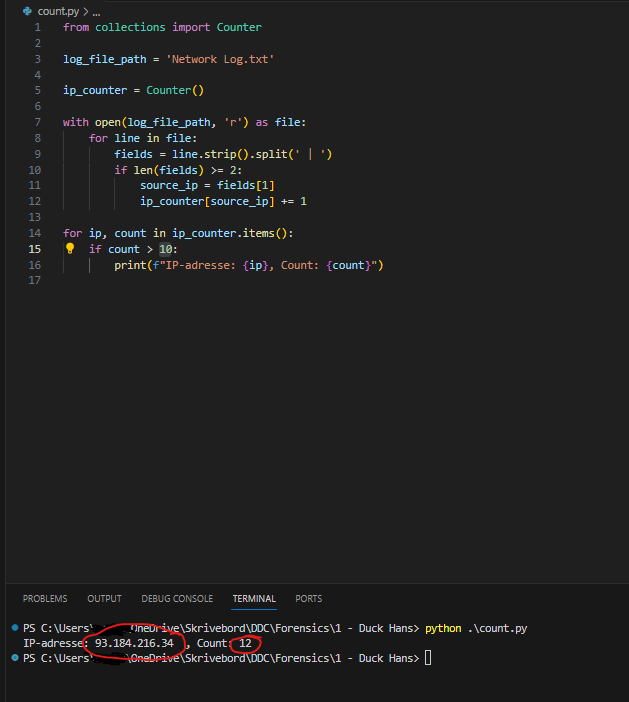 count.py > ...
1 from collections import Counter
2
3 log_file_path = 'Network Log.txt'
4
5 ip_counter = Counter()
6
7 with open(log_file_path, 'r') as file:
8     for line in file:
9         fields = line.strip().split(' | ')
10         if len(fields) >= 2:
11             source_ip = fields[1]
12             ip_counter[source_ip] += 1
13
14 for ip, count in ip_counter.items():
15     if count > 10:
16         print(f"IP-adresse: {ip}, Count: {count}")
17
PROBLEMS OUTPUT DEBUG CONSOLE TERMINAL PORTS
PS C:\Users\ OneDrive\Skrivebord\DDC\Forensics\1 - Duck Hans> python .\count.py
IP-adresse: 93.184.216.34 , Count: 12
PS C:\Users\ \OneDrive\Skrivebord\DDC\Forensics\1 - Duck Hans>